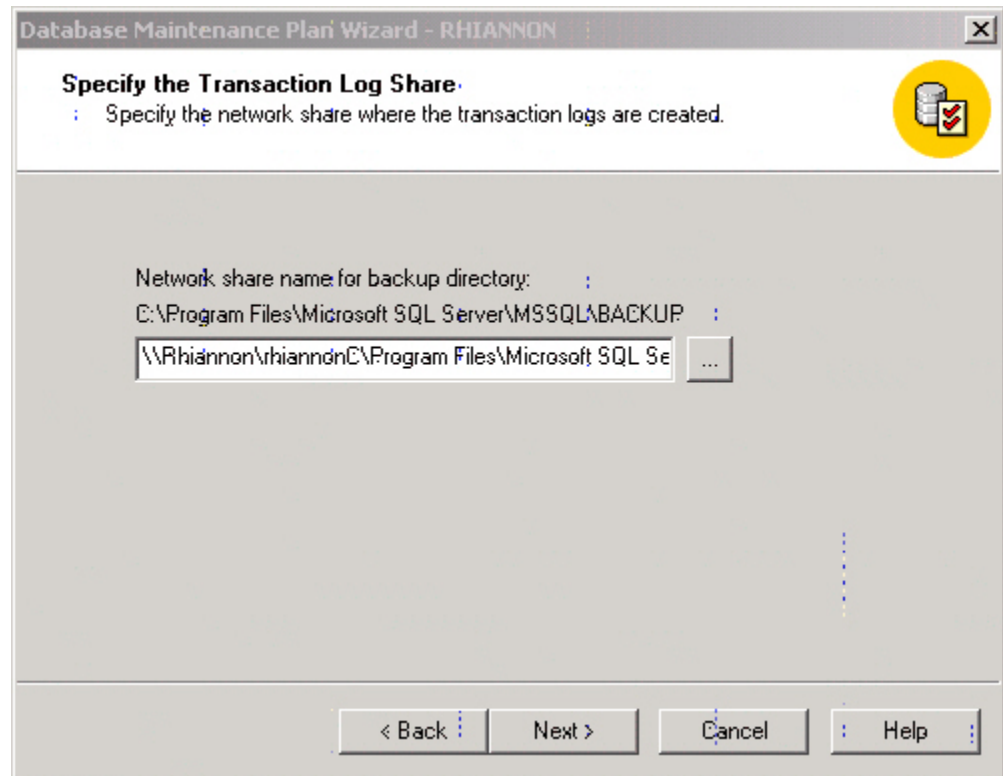 Database Maintenance Plan Wizard - RHIANNON
Specify the Transaction Log Share
Specify the network share where the transaction logs are created.
Network share name for backup directory:
C:\Program Files\Microsoft SQL Server\MSSQL\BACKUP
\\Rhiannon\rhiannonC\Program Files\Microsoft SQL Se
...
< Back
Next >
Cancel
Help